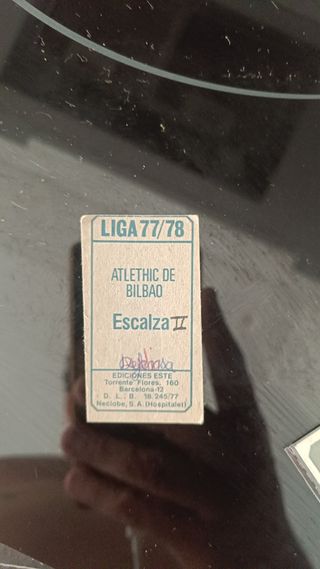 LIGA 77/78
ATLETHIC DE
BILBAO
Escalza II
Defensa
EDICIONES ESTE
Torrente Flores, 160
Barcelona-12
D. L. B. 18.245/77
Neclobe, S.A. (Hospitalet)